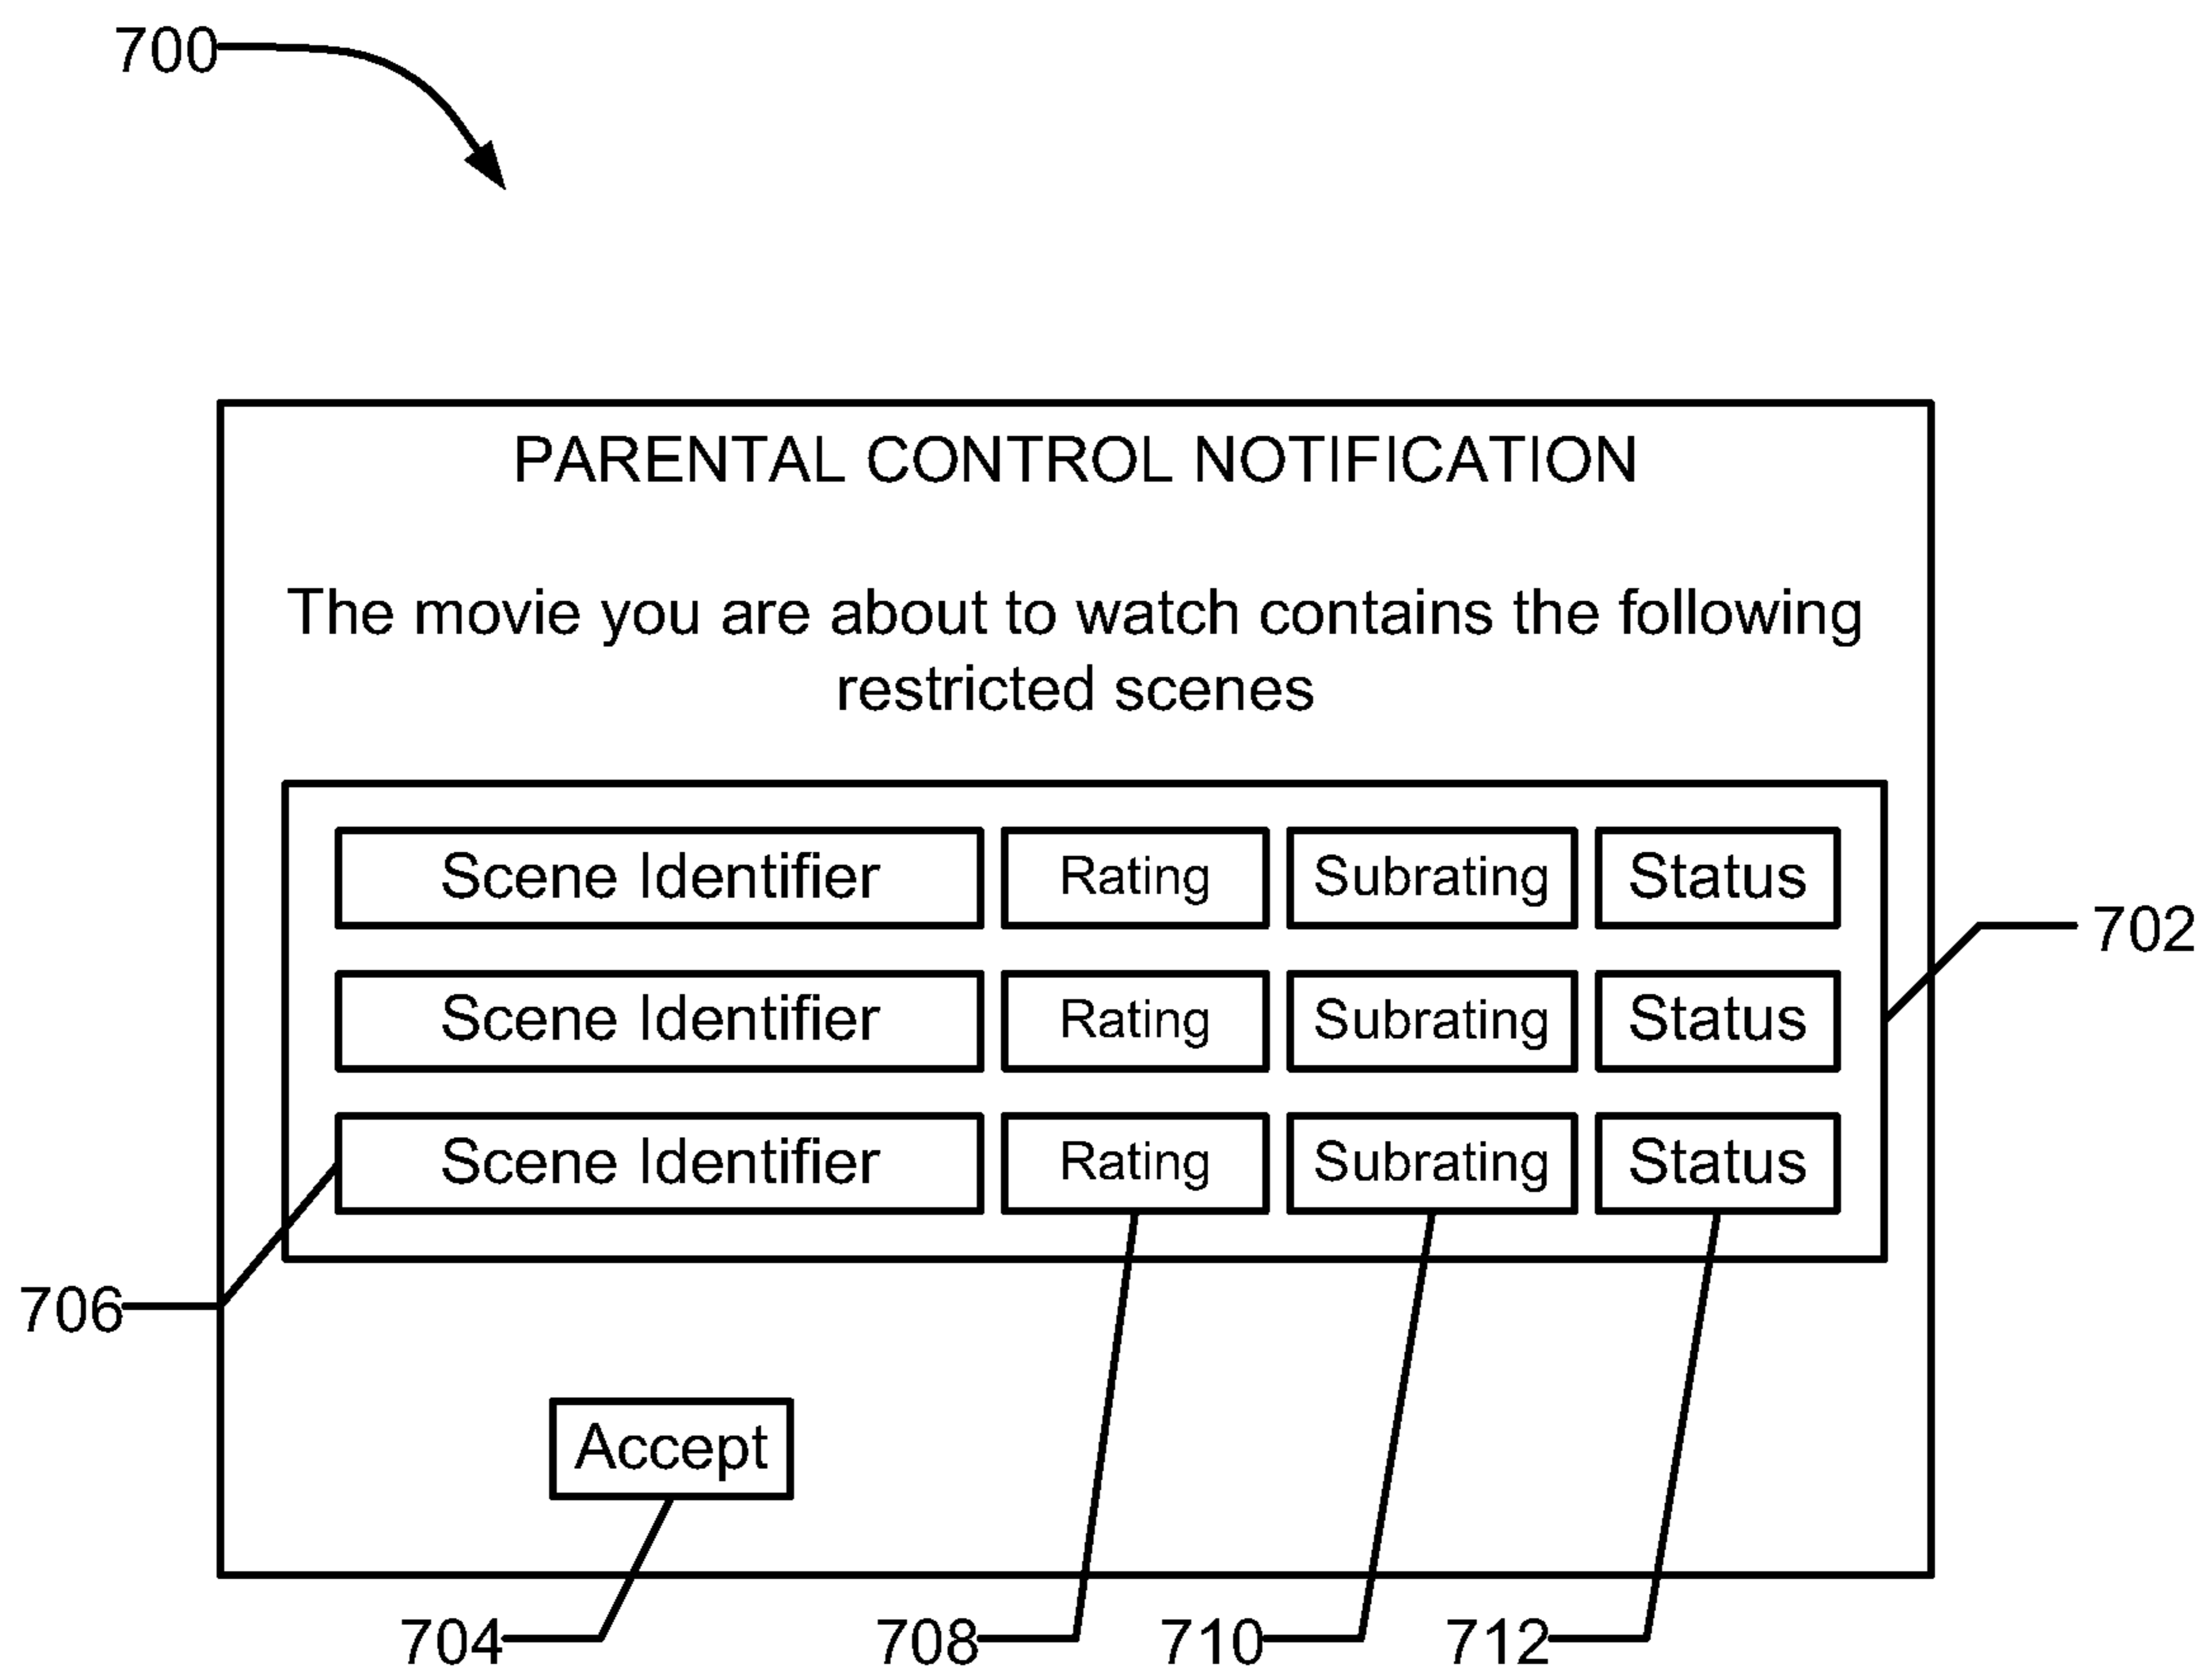 700
PARENTAL CONTROL NOTIFICATION
The movie you are about to watch contains the following
restricted scenes
Scene Identifier Rating Subrating Status
702
Scene Identifier Rating Subrating Status
Scene Identifier Rating Subrating Status
706
Accept
704 708 710 712